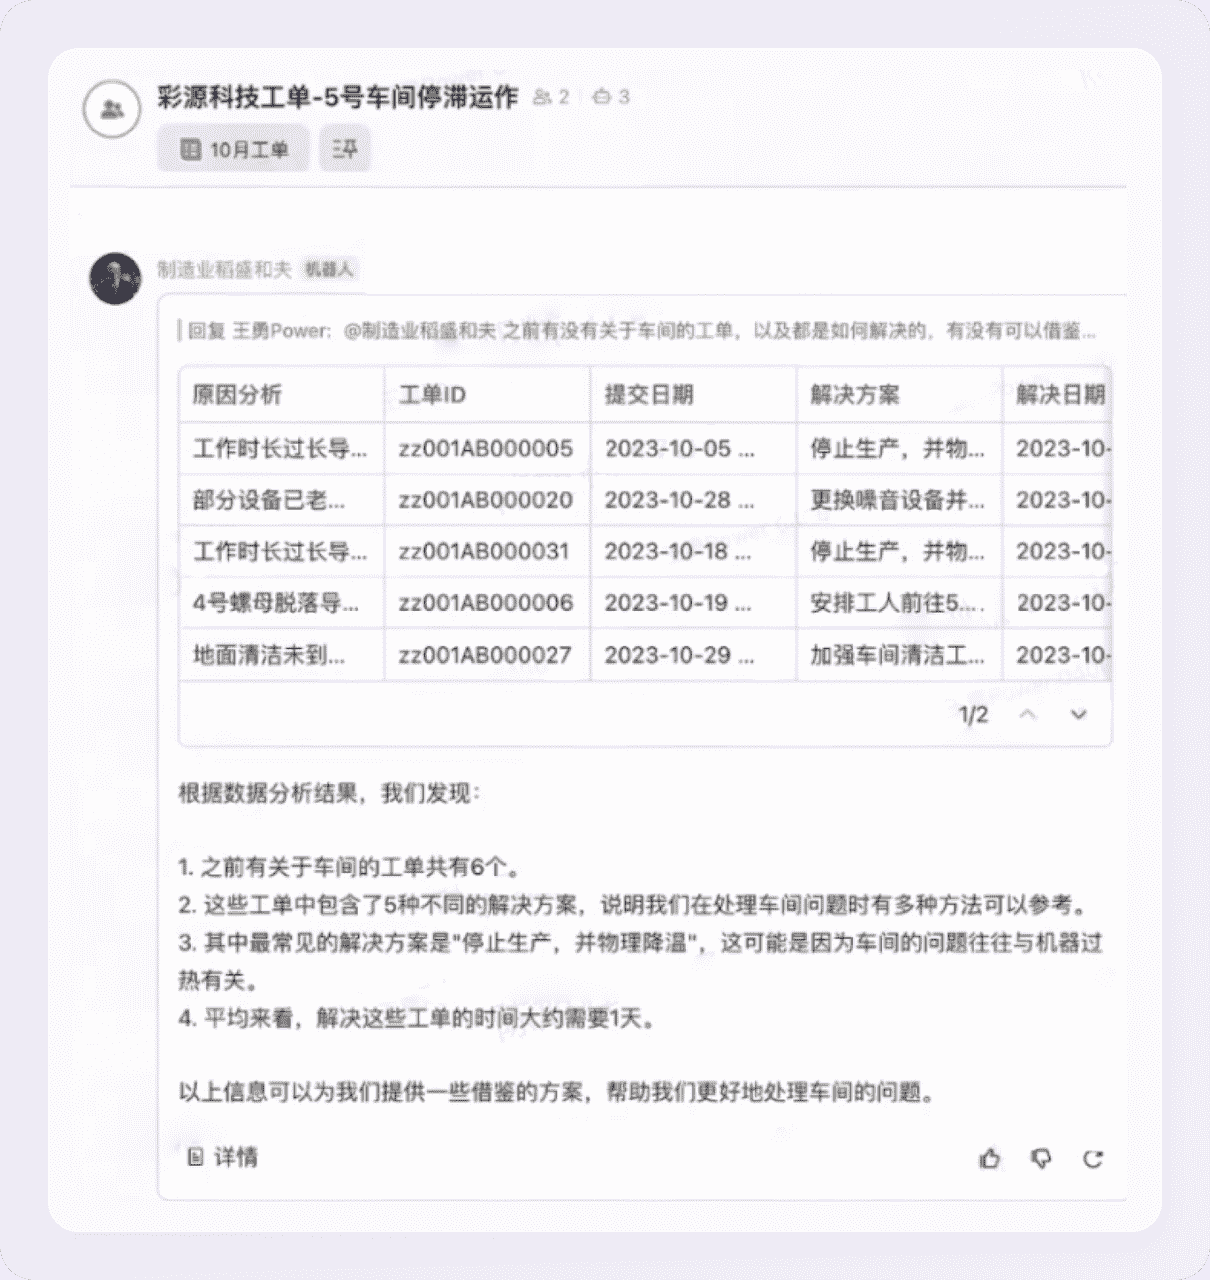 彩源科技工单-5号车间停滞运作 2 3
10月工单
制造业稻盛和夫 机器人
回复 王勇Power: @制造业稻盛和夫 之前有没有关于车间的工单，以及都是如何解决的，有没有可以借鉴...
原因分析 工单ID 提交日期 解决方案 解决日期
工作时长过长导... zz001AB000005 2023-10-05 ... 停止生产，并物... 2023-10-
部分设备已老... zz001AB000020 2023-10-28 ... 更换噪音设备并... 2023-10-
工作时长过长导... zz001AB000031 2023-10-18 ... 停止生产，并物... 2023-10-
4号螺母脱落导... zz001AB000006 2023-10-19 ... 安排工人前往5... 2023-10-
地面清洁未到... zz001AB000027 2023-10-29 ... 加强车间清洁工... 2023-10-
1/2
根据数据分析结果，我们发现：
1. 之前有关于车间的工单共有6个。
2. 这些工单中包含了5种不同的解决方案，说明我们在处理车间问题时有多种方法可以参考。
3. 其中最常见的解决方案是"停止生产，并物理降温"，这可能是因为车间的问题往往与机器过
热有关。
4. 平均来看，解决这些工单的时间大约需要1天。
以上信息可以为我们提供一些借鉴的方案，帮助我们更好地处理车间的问题。
详情